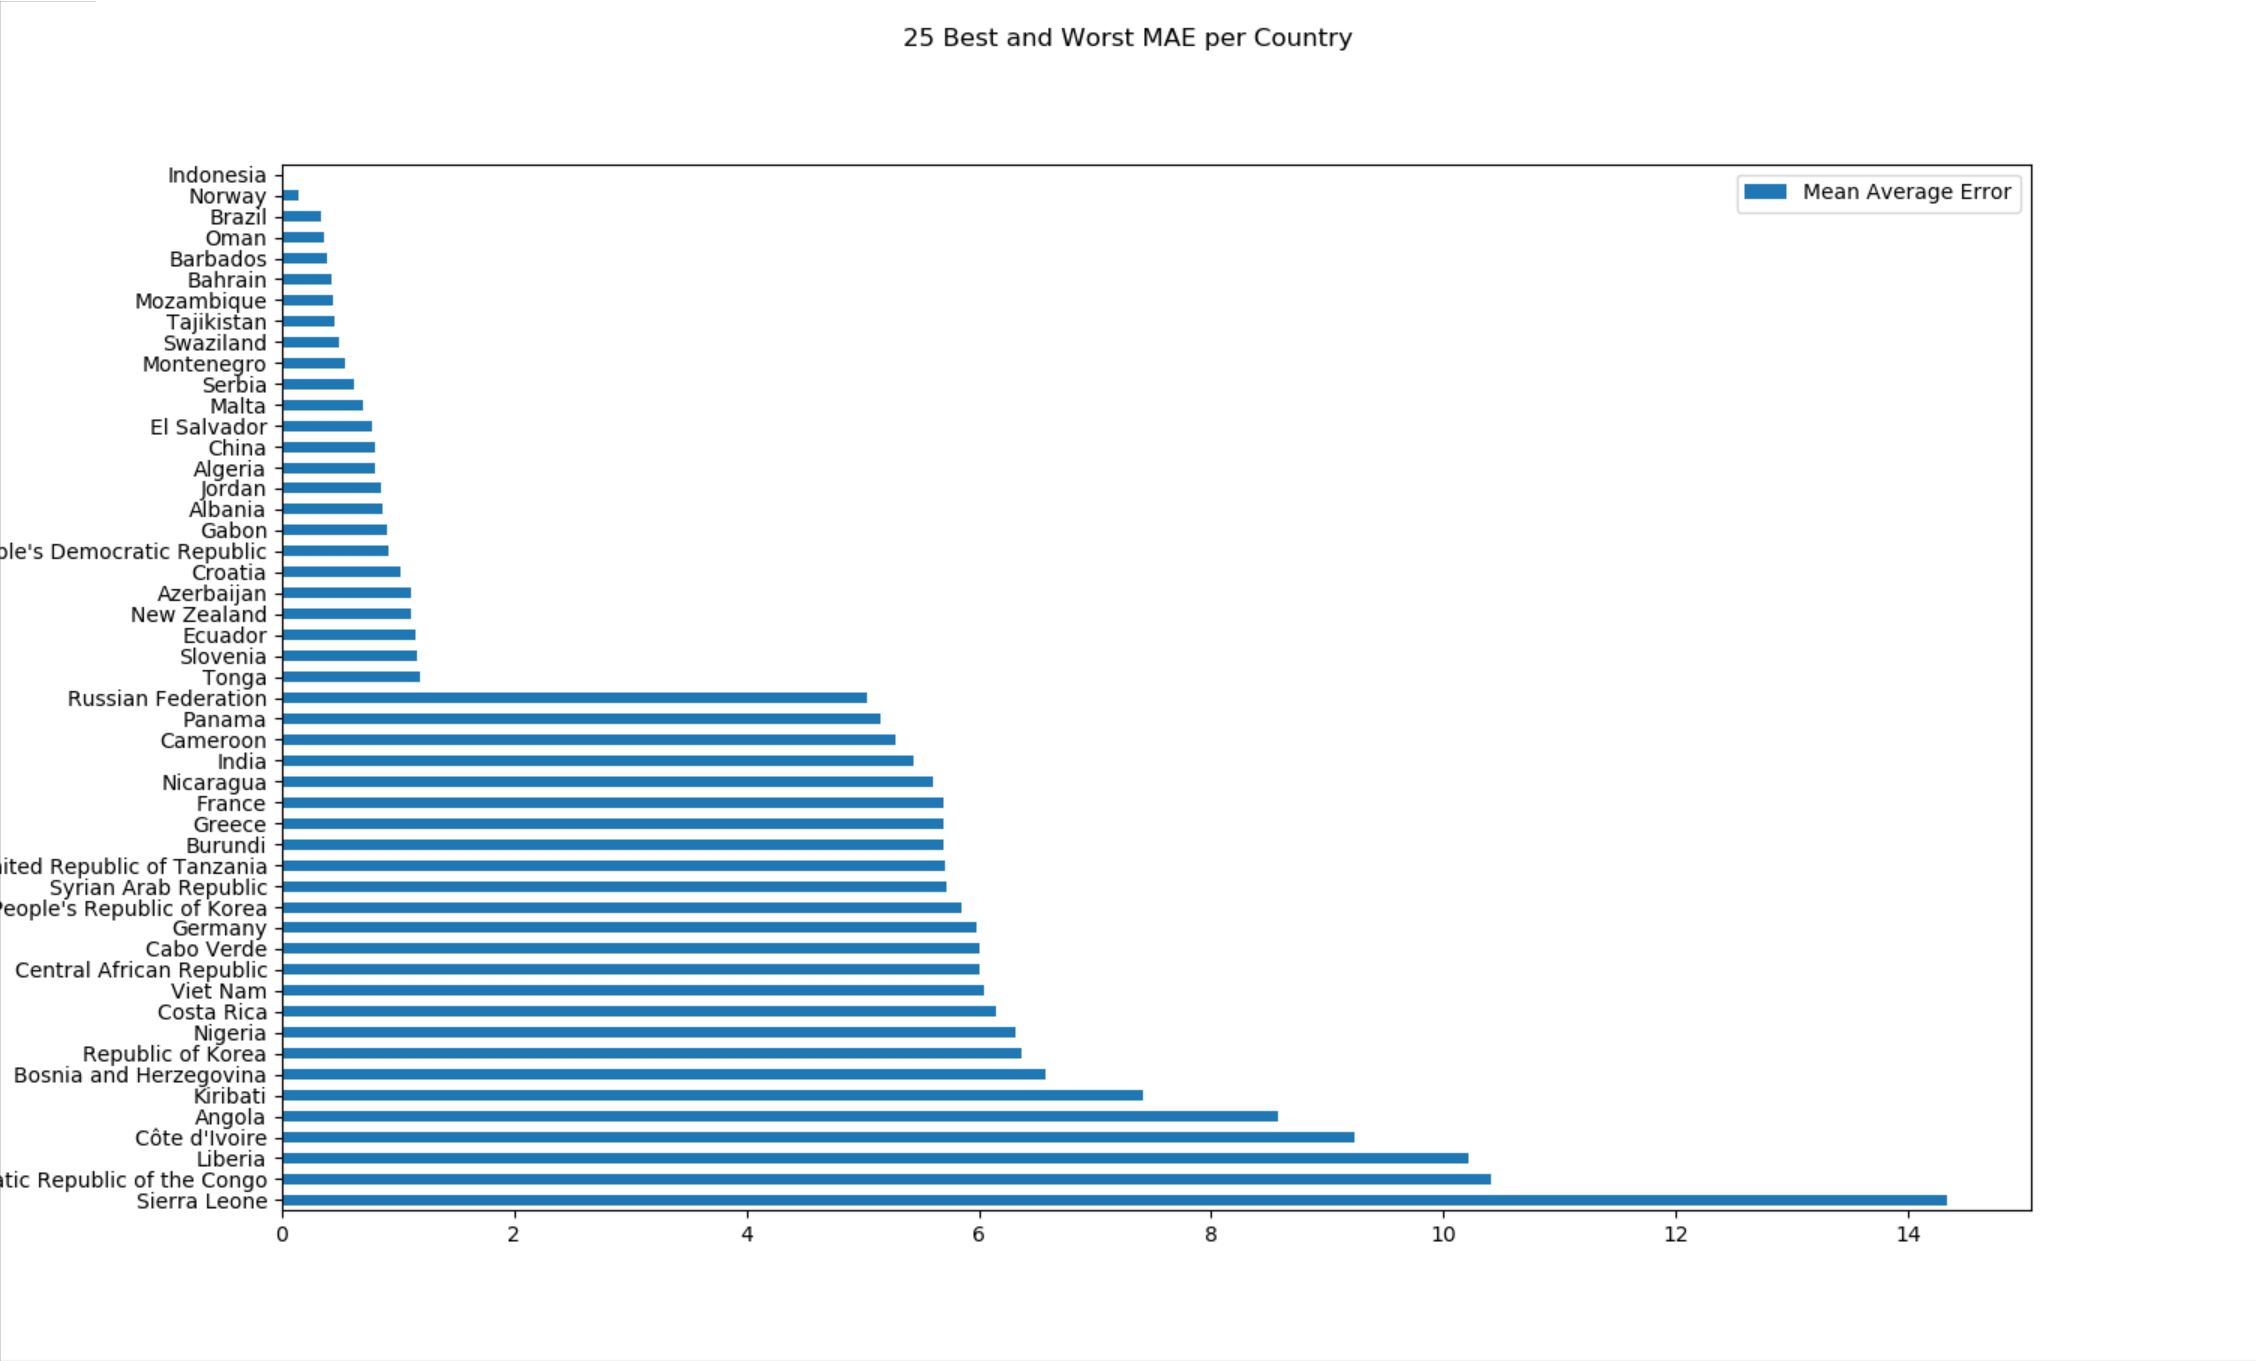 25 Best and Worst MAE per Country
Mean Average Error
Indonesia
Norway
Brazil
Oman
Barbados
Bahrain
Mozambique
Tajikistan
Swaziland
Montenegro
Serbia
Malta
El Salvador
China
Algeria
Jordan
Albania
Gabon
ple's Democratic Republic
Croatia
Azerbaijan
New Zealand
Ecuador
Slovenia
Tonga
Russian Federation
Panama
Cameroon
India
Nicaragua
France
Greece
Burundi
ited Republic of Tanzania
Syrian Arab Republic
People's Republic of Korea
Germany
Cabo Verde
Central African Republic
Viet Nam
Costa Rica
Nigeria
Republic of Korea
Bosnia and Herzegovina
Kiribati
Angola
Côte d'Ivoire
Liberia
atic Republic of the Congo
Sierra Leone
0 2 4 6 8 10 12 14